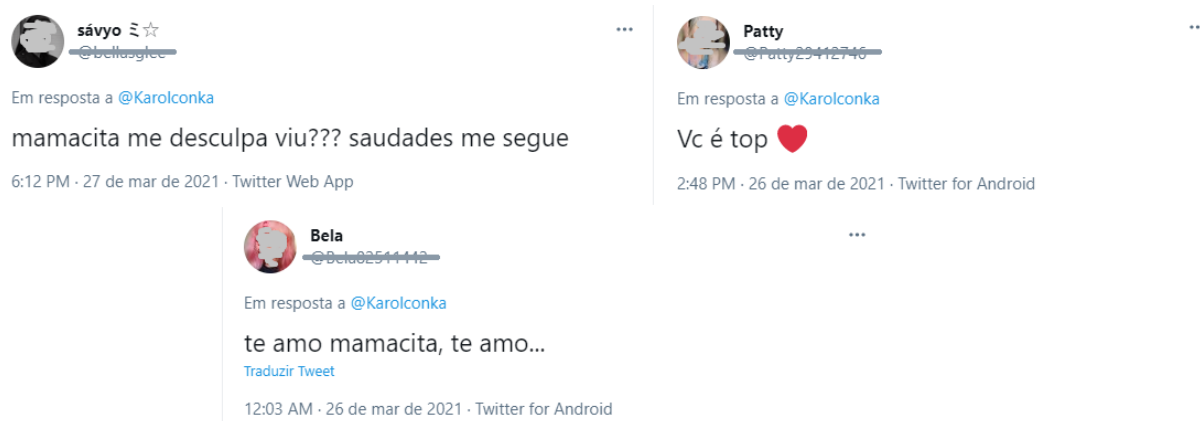 sávyo ミ☆
Em resposta a @Karolconka
mamacita me desculpa viu??? saudades me segue
6:12 PM · 27 de mar de 2021 · Twitter Web App
Patty
@Patty29412746
Em resposta a @Karolconka
Vc é top ❤
2:48 PM · 26 de mar de 2021 · Twitter for Android
Bela
Em resposta a @Karolconka
te amo mamacita, te amo...
Traduzir Tweet
12:03 AM · 26 de mar de 2021 · Twitter for Android